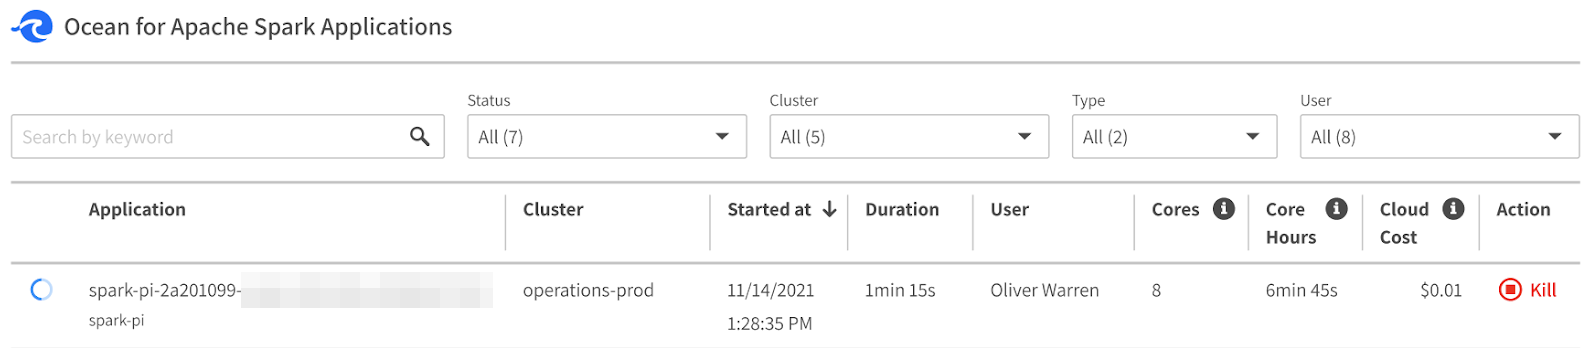 Ocean for Apache Spark Applications
Status Cluster Type User
Search by keyword All (7) All (5) All (2) All (8)
Application Cluster Started at Duration User Cores Core Hours Cloud Cost Action
spark-pi-2a201099- operations-prod 11/14/2021 1min 15s Oliver Warren 8 6min 45s $0.01 Kill
spark-pi 1:28:35 PM